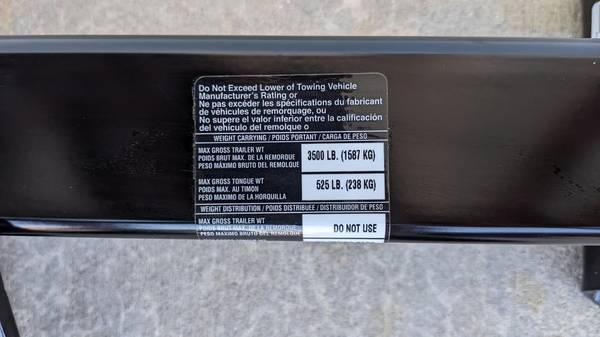 Do Not Exceed Lower of Towing Vehicle
Manufacturer's Rating or
Ne pas excéder les spécifications du fabricant
de véhicules de remorquage, ou
No supere el valor inferior entre la calificación
del vehículo del remolque o
WEIGHT CARRYING / POIDS PORTANT / CARGA DE PESO
MAX GROSS TRAILER WT
POIDS BRUT MAX. DE LA REMORQUE
PESO MÁXIMO BRUTO DEL REMOLQUE
3500 LB. (1587 KG)
MAX GROSS TONGUE WT
POIDS MAX. AU TIMON
PESO MÁXIMO DE LA HORQUILLA
525 LB. (238 KG)
WEIGHT DISTRIBUTION / POIDS DISTRIBUEE / DISTRIBUIDOR DE PESO
MAX GROSS TRAILER WT
POIDS BRUT MAX. DE LA REMORQUE
PESO MÁXIMO BRUTO DEL REMOLQUE
DO NOT USE